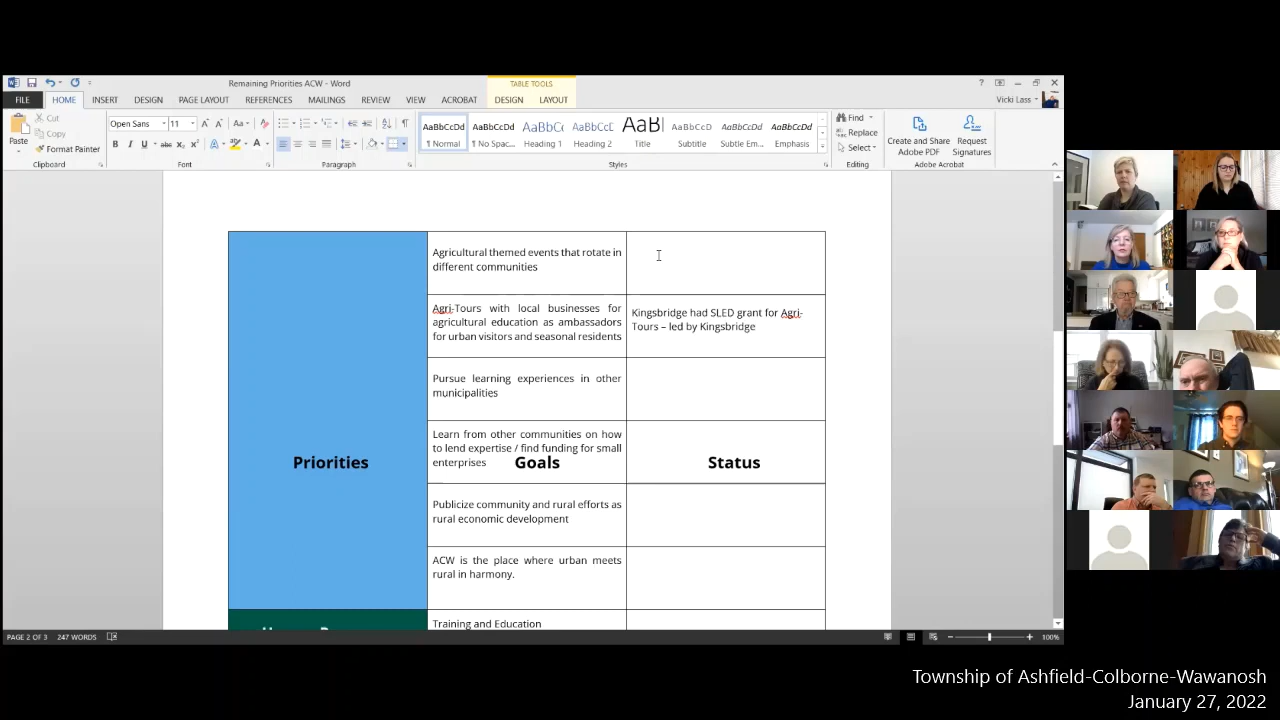 Remaining Priorities ACW - Word
TABLE TOOLS
?
FILE
HOME
INSERT
DESIGN
PAGE LAYOUT
REFERENCES
MAILINGS
REVIEW
VIEW
ACROBAT
DESIGN
LAYOUT
Vicki Lass
Paste
Cut
Copy
Format Painter
Clipboard
Open Sans
11
Font
Paragraph
AaBbCcDd
¶ Normal
AaBbCcDd
¶ No Spac...
AaBbC
Heading 1
AaBbCcD
Heading 2
AaB
Title
AaBbCcD
Subtitle
AaBbCcDd
Subtle Em...
AaBbCcDd
Emphasis
Styles
Find
Replace
Select
Editing
Create and Share
Adobe PDF
Request
Signatures
Adobe Acrobat
Agricultural themed events that rotate in
different communities
Agri-Tours with local businesses for
agricultural education as ambassadors
for urban visitors and seasonal residents
Kingsbridge had SLED grant for Agri-
Tours – led by Kingsbridge
Pursue learning experiences in other
municipalities
Learn from other communities on how
to lend expertise / find funding for small
enterprises
Priorities
Goals
Status
Publicize community and rural efforts as
rural economic development
ACW is the place where urban meets
rural in harmony.
Training and Education
PAGE 2 OF 3
247 WORDS
100%
Township of Ashfield-Colborne-Wawanosh
January 27, 2022